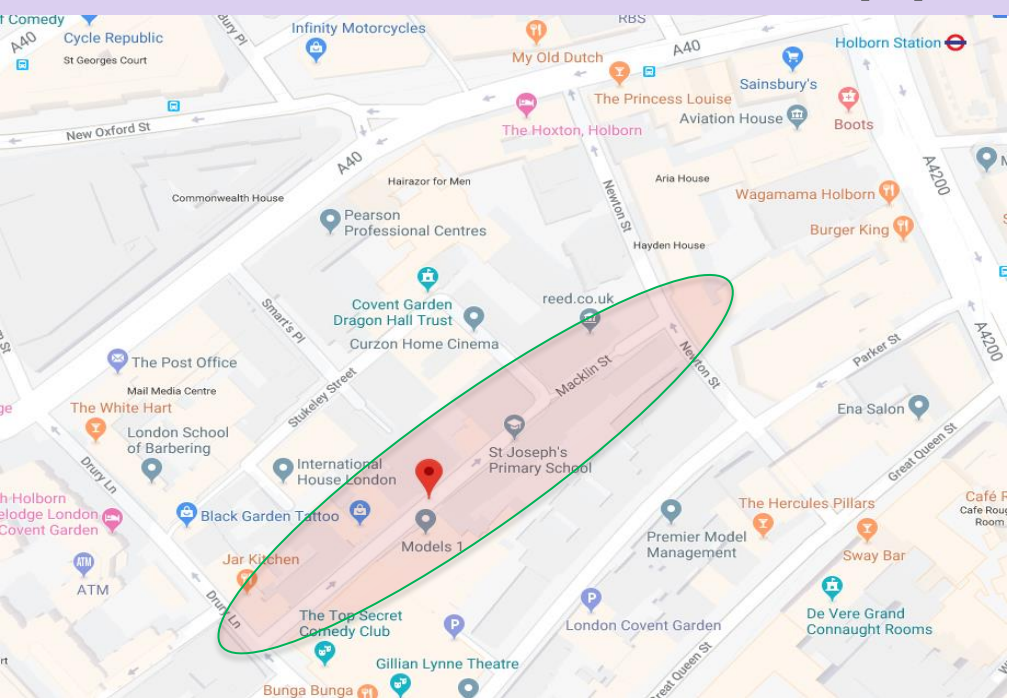 f Comedy
A40
Cycle Republic
St Georges Court
ury Pl
Infinity Motorcycles
RBS
My Old Dutch
A40
Holborn Station
Sainsbury's
The Princess Louise
Aviation House
Boots
The Hoxton, Holborn
New Oxford St
A40
Hairazor for Men
Commonwealth House
Newton St
Aria House
A4200
Wagamama Holborn
Pearson
Professional Centres
Burger King
Hayden House
reed.co.uk
Covent Garden
Dragon Hall Trust
Smart's Pl
Curzon Home Cinema
A4200
Parker St
The Post Office
Macklin St
Newton St
Mail Media Centre
Stukeley Street
The White Hart
Ena Salon
London School
of Barbering
Great Queen St
St Joseph's
Primary School
International
House London
Drury Ln
h Holborn
elodge London
Covent Garden
Black Garden Tattoo
The Hercules Pillars
Café R
Cafe Roug
Room
Models 1
Premier Model
Management
Jar Kitchen
Sway Bar
ATM
ATM
Drury Ln
The Top Secret
Comedy Club
P
P
London Covent Garden
De Vere Grand
Connaught Rooms
Gillian Lynne Theatre
reat Queen St
Bunga Bunga